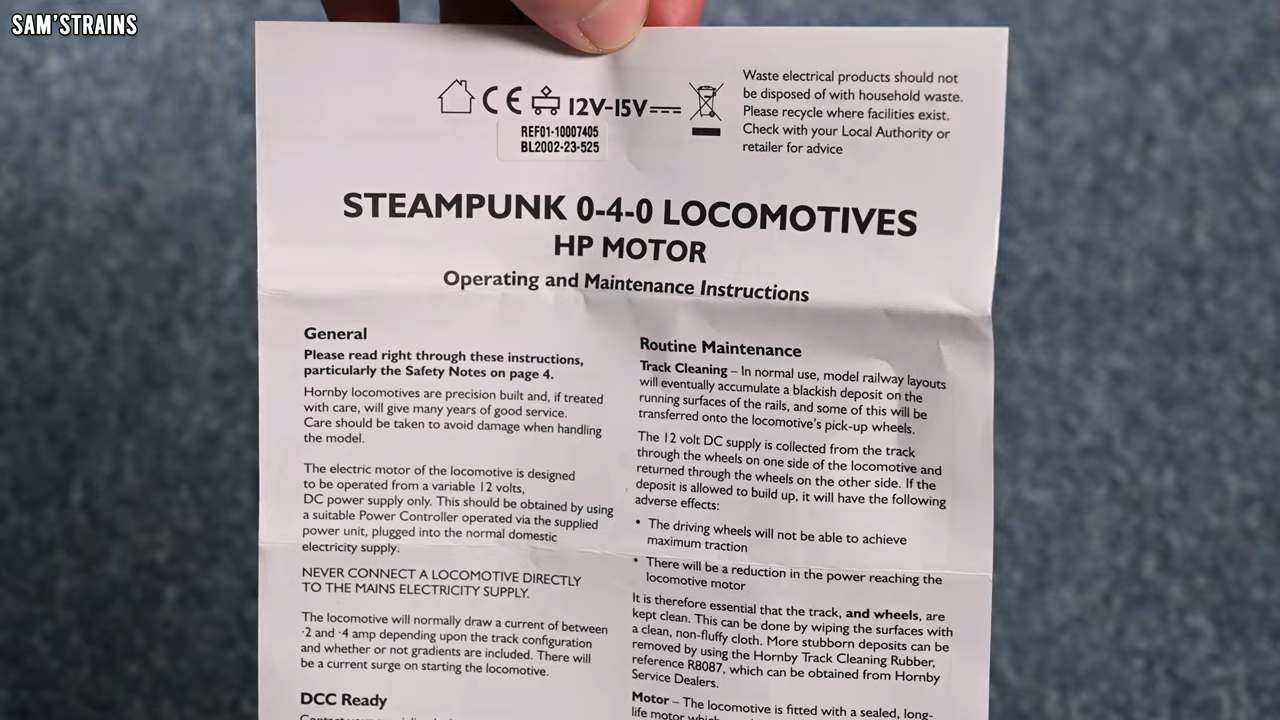 SAM'STRAINS
CE 12V-15V
REF01-10007405
BL2002-23-525
Waste electrical products should not
be disposed of with household waste.
Please recycle where facilities exist.
Check with your Local Authority or
retailer for advice
STEAMPUNK 0-4-0 LOCOMOTIVES
HP MOTOR
Operating and Maintenance Instructions
General
Please read right through these instructions,
particularly the Safety Notes on page 4.
Hornby locomotives are precision built and, if treated
with care, will give many years of good service.
Care should be taken to avoid damage when handling
the model.
The electric motor of the locomotive is designed
to be operated from a variable 12 volts,
DC power supply only. This should be obtained by using
a suitable Power Controller operated via the supplied
power unit, plugged into the normal domestic
electricity supply.
NEVER CONNECT A LOCOMOTIVE DIRECTLY
TO THE MAINS ELECTRICITY SUPPLY.
The locomotive will normally draw a current of between
·2 and ·4 amp depending upon the track configuration
and whether or not gradients are included. There will
be a current surge on starting the locomotive.
DCC Ready
Routine Maintenance
Track Cleaning – In normal use, model railway layouts
will eventually accumulate a blackish deposit on the
running surfaces of the rails, and some of this will be
transferred onto the locomotive's pick-up wheels.
The 12 volt DC supply is collected from the track
through the wheels on one side of the locomotive and
returned through the wheels on the other side. If the
deposit is allowed to build up, it will have the following
adverse effects:
• The driving wheels will not be able to achieve
maximum traction
• There will be a reduction in the power reaching the
locomotive motor
It is therefore essential that the track, and wheels, are
kept clean. This can be done by wiping the surfaces with
a clean, non-fluffy cloth. More stubborn deposits can be
removed by using the Hornby Track Cleaning Rubber,
reference R8087, which can be obtained from Hornby
Service Dealers.
Motor – The locomotive is fitted with a sealed, long-
life motor which